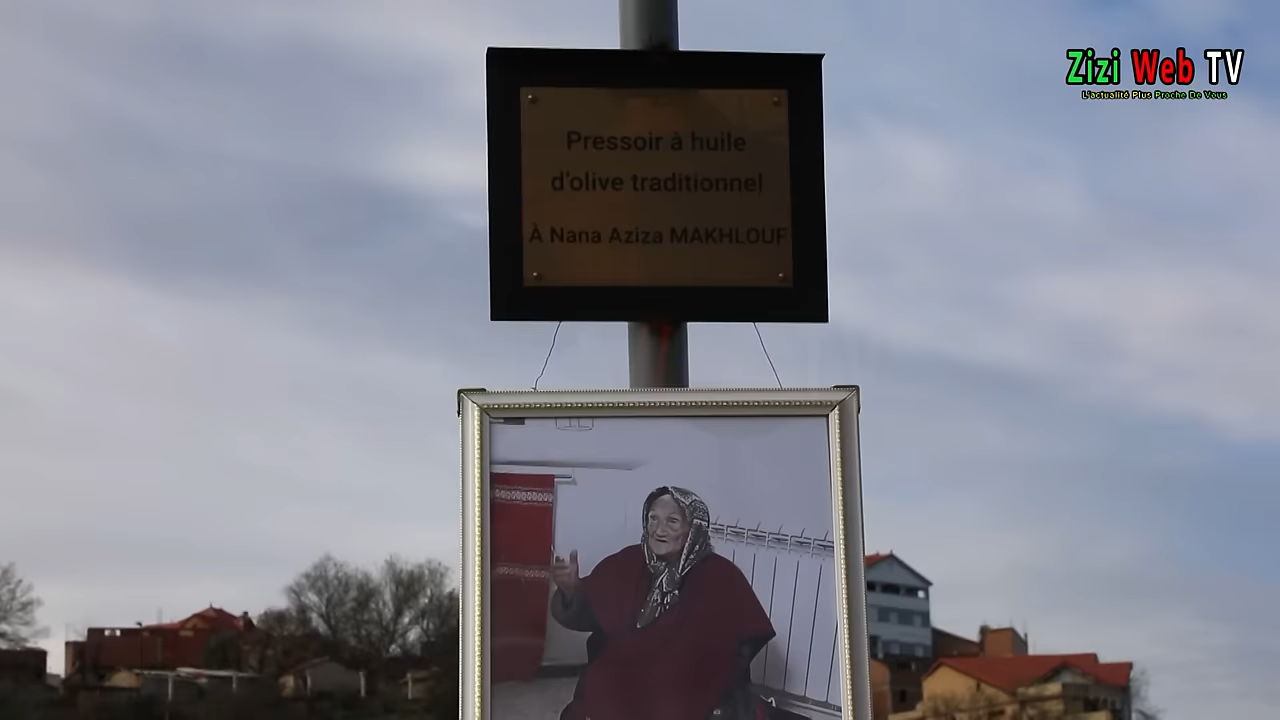 Zizi Web TV
L'actualité Plus Proche De Vous
Pressoir à huile
d'olive traditionnel
À Nana Aziza MAKHLOUF